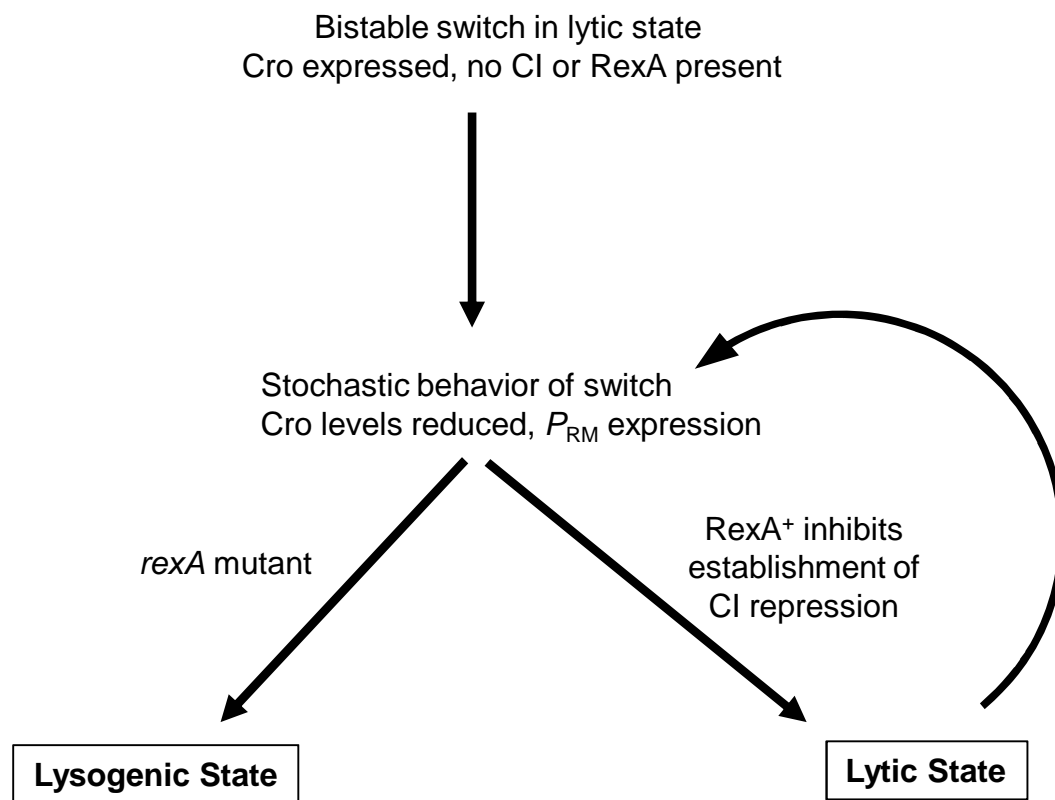 Bistable switch in lytic state
Cro expressed, no CI or RexA present
Stochastic behavior of switch
Cro levels reduced, PRM expression
rexA mutant
RexA⁺ inhibits
establishment of
CI repression
Lysogenic State
Lytic State